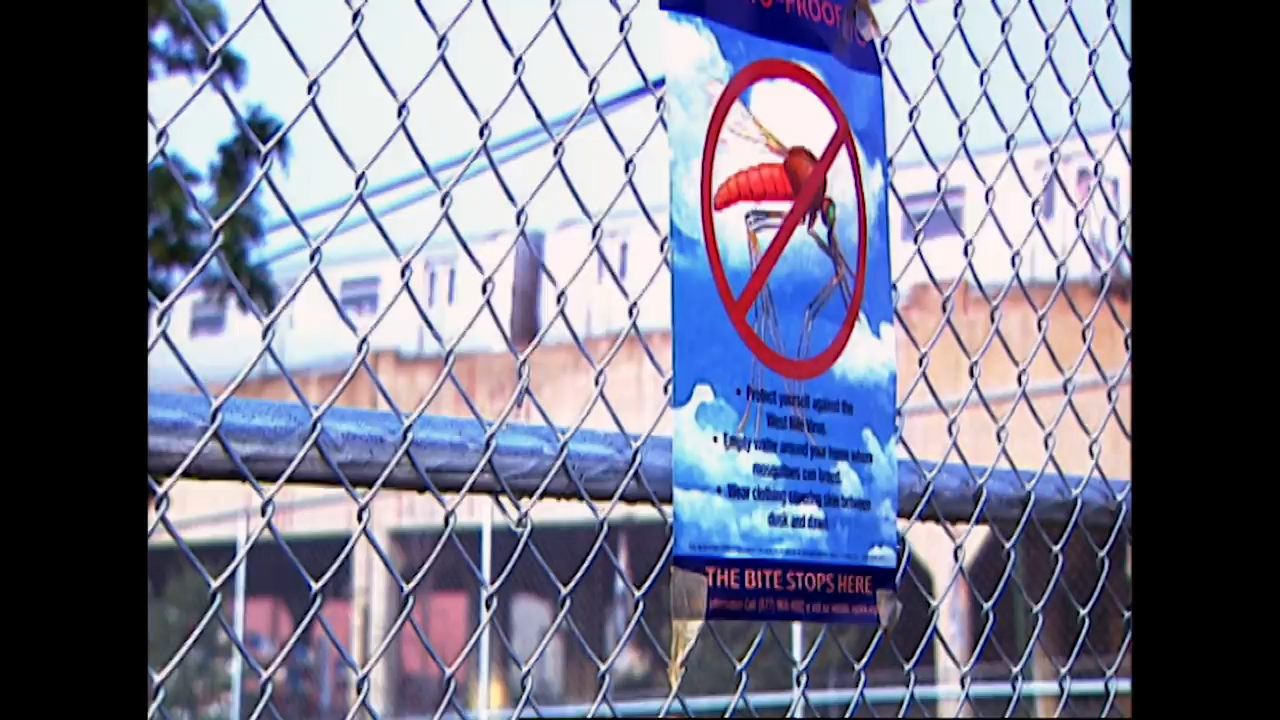 -PROOF
• Protect yourself against the
West Nile Virus.
• Empty water around your home where
mosquitoes can breed.
• Wear clothing covering skin between
dusk and dawn.
THE BITE STOPS HERE